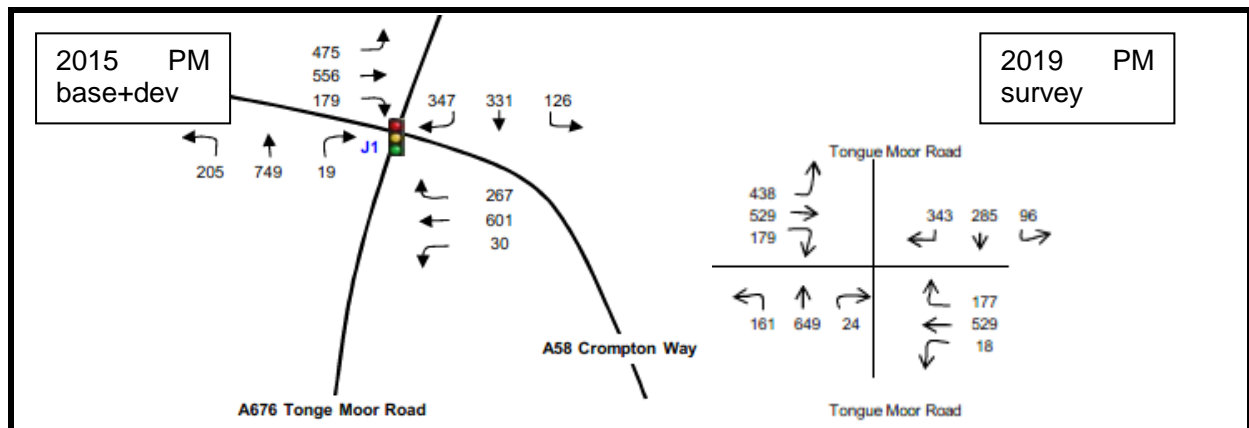 2015 PM
base+dev
475
556
179
347 331 126
J1
205 749 19
267
601
30
A58 Crompton Way
A676 Tonge Moor Road
2019 PM
survey
Tongue Moor Road
438
529
179
343 285 96
161 649 24
177
529
18
Tongue Moor Road